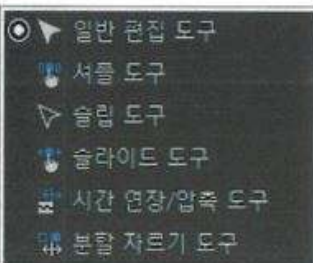 일반 편집 도구
셔플 도구
슬립 도구
슬라이드 도구
시간 연장/압축 도구
분할 자르기 도구